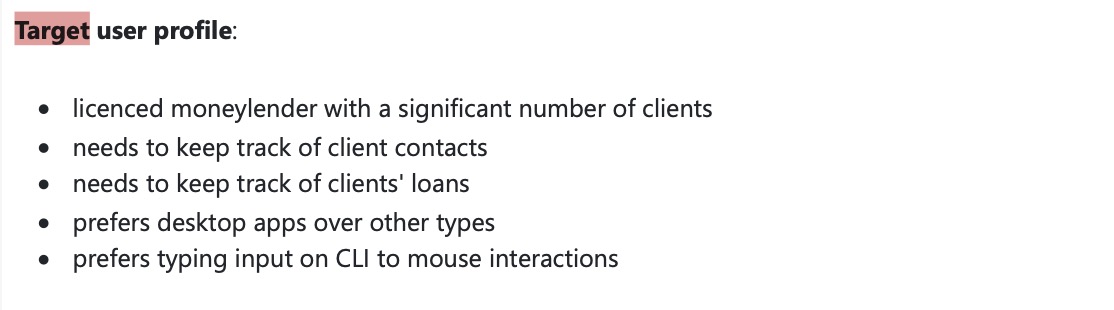 Target user profile:
• licenced moneylender with a significant number of clients
• needs to keep track of client contacts
• needs to keep track of clients' loans
• prefers desktop apps over other types
• prefers typing input on CLI to mouse interactions